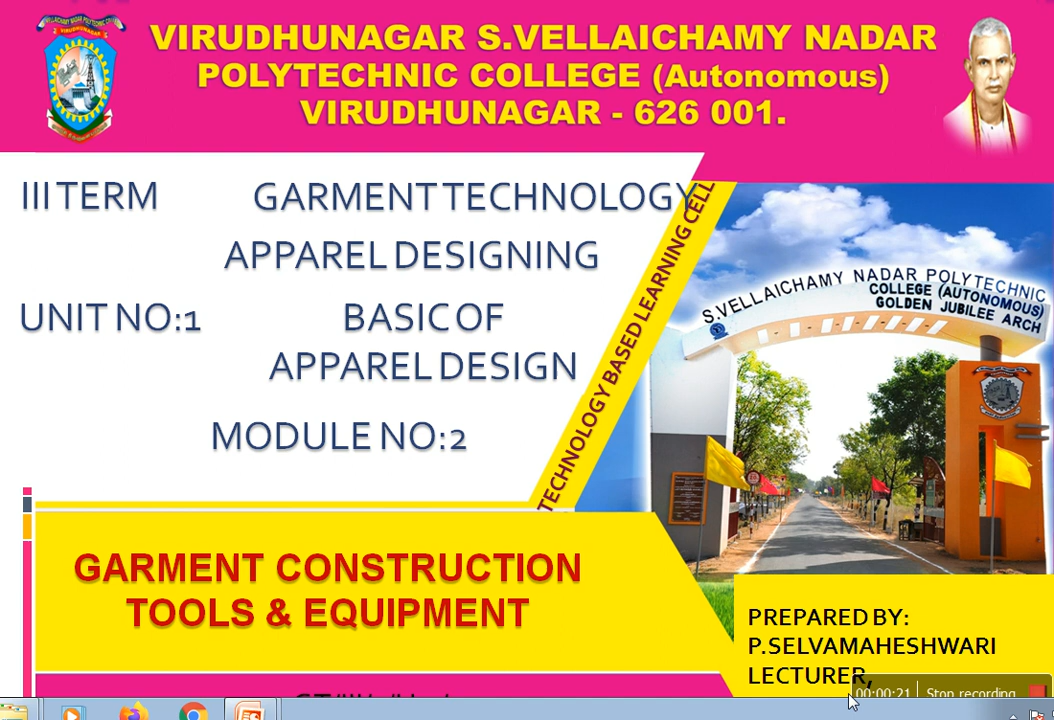 VIRUDHUNAGAR S.VELLAICHAMY NADAR
POLYTECHNIC COLLEGE (Autonomous)
VIRUDHUNAGAR - 626 001.
III TERM GARMENT TECHNOLOGY
APPAREL DESIGNING
UNIT NO:1 BASIC OF
APPAREL DESIGN
MODULE NO:2
TECHNOLOGY BASED LEARNING CELL
S.VELLAICHAMY NADAR POLYTECHNIC
COLLEGE (AUTONOMOUS)
GOLDEN JUBILEE ARCH
GARMENT CONSTRUCTION
TOOLS & EQUIPMENT
PREPARED BY:
P.SELVAMAHESHWARI
LECTURER,
00:00:21 Stop recording